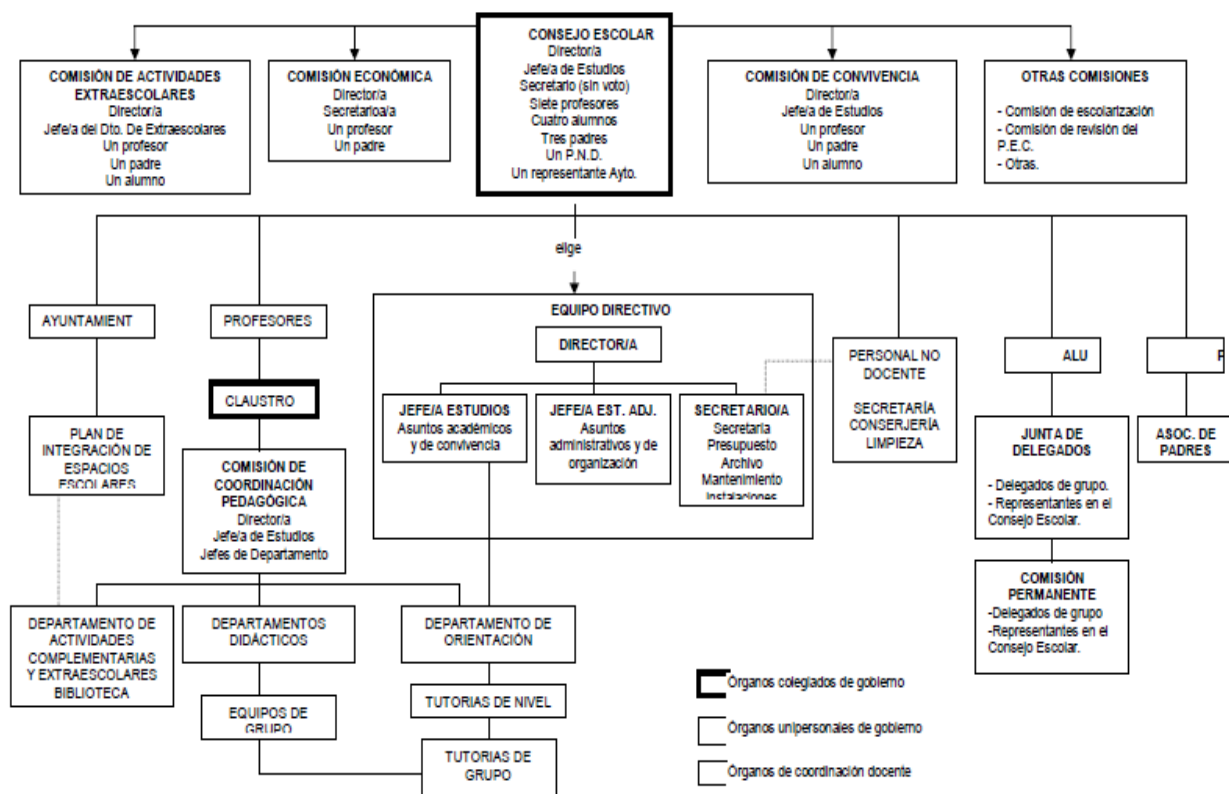 CONSEJO ESCOLAR
Director/a
Jefe/a de Estudios
Secretario (sin voto)
Siete profesores
Cuatro alumnos
Tres padres
Un P.N.D.
Un representante Ayto.
COMISIÓN DE ACTIVIDADES
EXTRAESCOLARES
Director/a
Jefe/a del Dto. De Extraescolares
Un profesor
Un padre
Un alumno
COMISIÓN ECONÓMICA
Director/a
Secretarioa/a
Un profesor
Un padre
COMISIÓN DE CONVIVENCIA
Director/a
Jefe/a de Estudios
Un profesor
Un padre
Un alumno
OTRAS COMISIONES
- Comisión de escolarización
- Comisión de revisión del
P.E.C.
- Otras.
elige
AYUNTAMIENT
PROFESORES
EQUIPO DIRECTIVO
DIRECTOR/A
PERSONAL NO
DOCENTE
SECRETARÍA
CONSERJERÍA
LIMPIEZA
ALU
P
CLAUSTRO
JEFE/A ESTUDIOS
Asuntos académicos
y de convivencia
JEFE/A EST. ADJ.
Asuntos
administrativos y de
organización
SECRETARIO/A
Secretaria
Presupuesto
Archivo
Mantenimiento
Instalaciones
PLAN DE
INTEGRACIÓN DE
ESPACIOS
ESCOLARES
COMISIÓN DE
COORDINACIÓN
PEDAGÓGICA
Director/a
Jefe/a de Estudios
Jefes de Departamento
JUNTA DE
DELEGADOS
- Delegados de grupo.
- Representantes en el
Consejo Escolar.
ASOC. DE
PADRES
COMISIÓN
PERMANENTE
-Delegados de grupo
-Representantes en el
Consejo Escolar.
DEPARTAMENTO DE
ACTIVIDADES
COMPLEMENTARIAS
Y EXTRAESCOLARES
BIBLIOTECA
DEPARTAMENTOS
DIDÁCTICOS
DEPARTAMENTO DE
ORIENTACIÓN
EQUIPOS DE
GRUPO
TUTORIAS DE NIVEL
TUTORIAS DE
GRUPO
Órganos colegiados de gobierno
Órganos unipersonales de gobierno
Órganos de coordinación docente